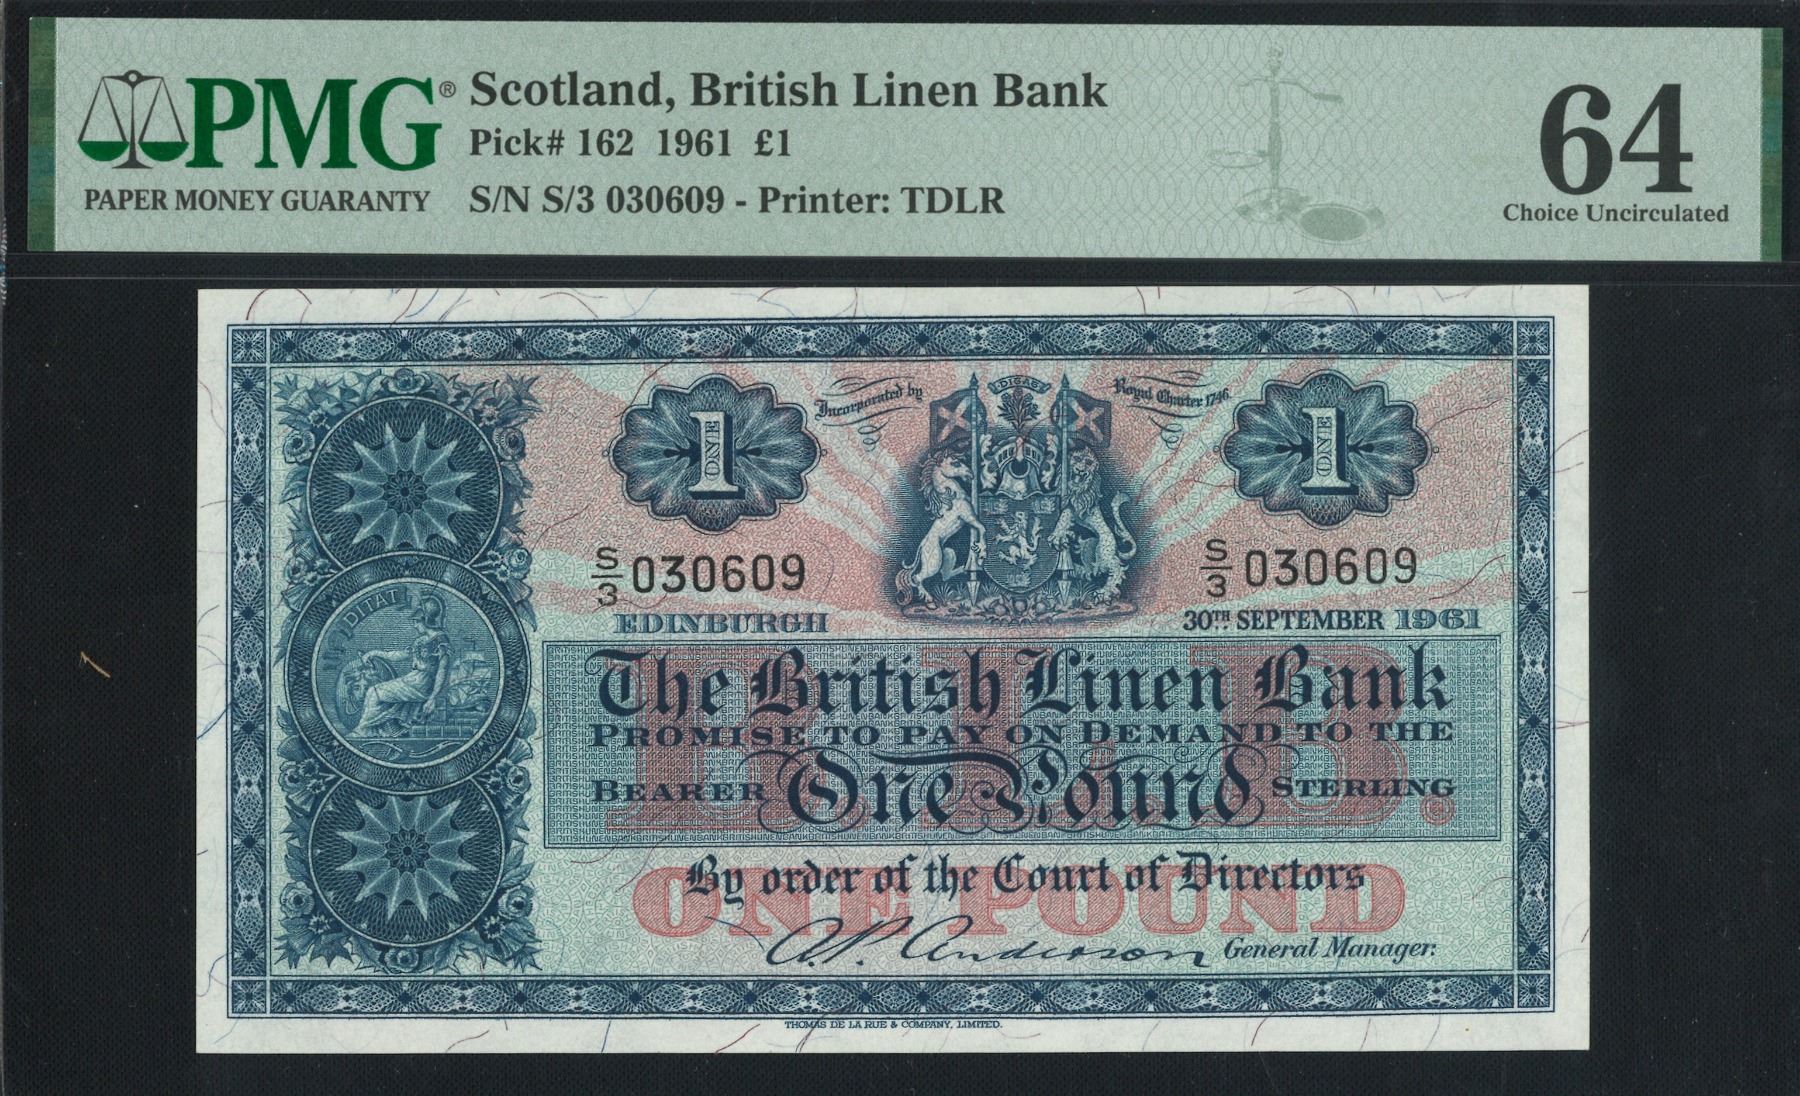 PMG® Scotland, British Linen Bank
Pick# 162 1961 £1
PAPER MONEY GUARANTY S/N S/3 030609 - Printer: TDLR
64
Choice Uncirculated
Incorporated by Royal Charter 1746.
DIGAS
1 ONE
1 ONE
S/3 030609
S/3 030609
EDINBURGH 30TH SEPTEMBER 1961
DITAT
The British Linen Bank
PROMISE TO PAY ON DEMAND TO THE
BEARER One Pound STERLING
B.L.B.
By order of the Court of Directors
ONE POUND
A.P. Anderson General Manager.
THOMAS DE LA RUE & COMPANY, LIMITED.